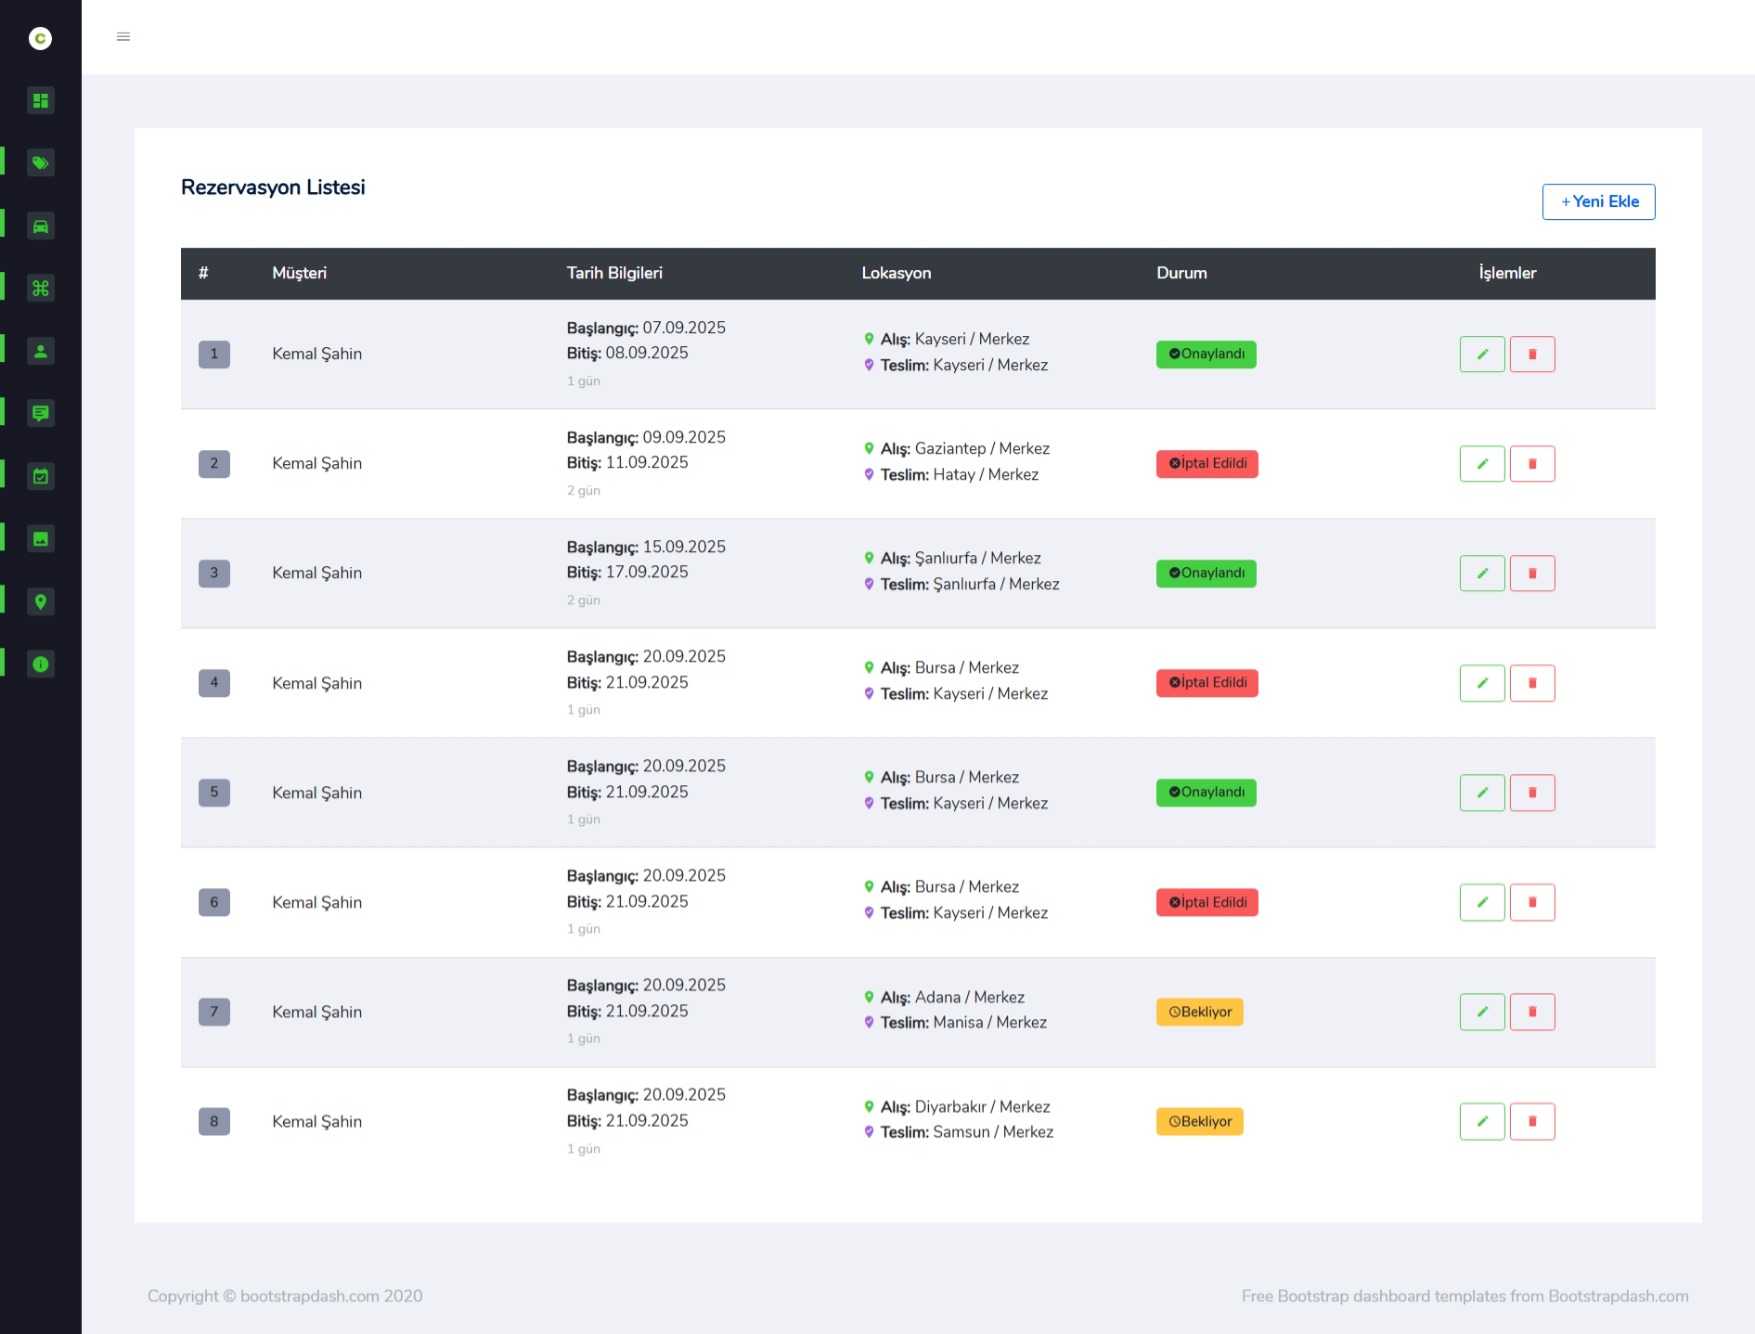 C
Rezervasyon Listesi
+Yeni Ekle
# Müşteri Tarih Bilgileri Lokasyon Durum İşlemler
1 Kemal Şahin Başlangıç: 07.09.2025 Bitiş: 08.09.2025 1 gün Alış: Kayseri / Merkez Teslim: Kayseri / Merkez Onaylandı
2 Kemal Şahin Başlangıç: 09.09.2025 Bitiş: 11.09.2025 2 gün Alış: Gaziantep / Merkez Teslim: Hatay / Merkez İptal Edildi
3 Kemal Şahin Başlangıç: 15.09.2025 Bitiş: 17.09.2025 2 gün Alış: Şanlıurfa / Merkez Teslim: Şanlıurfa / Merkez Onaylandı
4 Kemal Şahin Başlangıç: 20.09.2025 Bitiş: 21.09.2025 1 gün Alış: Bursa / Merkez Teslim: Kayseri / Merkez İptal Edildi
5 Kemal Şahin Başlangıç: 20.09.2025 Bitiş: 21.09.2025 1 gün Alış: Bursa / Merkez Teslim: Kayseri / Merkez Onaylandı
6 Kemal Şahin Başlangıç: 20.09.2025 Bitiş: 21.09.2025 1 gün Alış: Bursa / Merkez Teslim: Kayseri / Merkez İptal Edildi
7 Kemal Şahin Başlangıç: 20.09.2025 Bitiş: 21.09.2025 1 gün Alış: Adana / Merkez Teslim: Manisa / Merkez Bekliyor
8 Kemal Şahin Başlangıç: 20.09.2025 Bitiş: 21.09.2025 1 gün Alış: Diyarbakır / Merkez Teslim: Samsun / Merkez Bekliyor
Copyright © bootstrapdash.com 2020
Free Bootstrap dashboard templates from Bootstrapdash.com